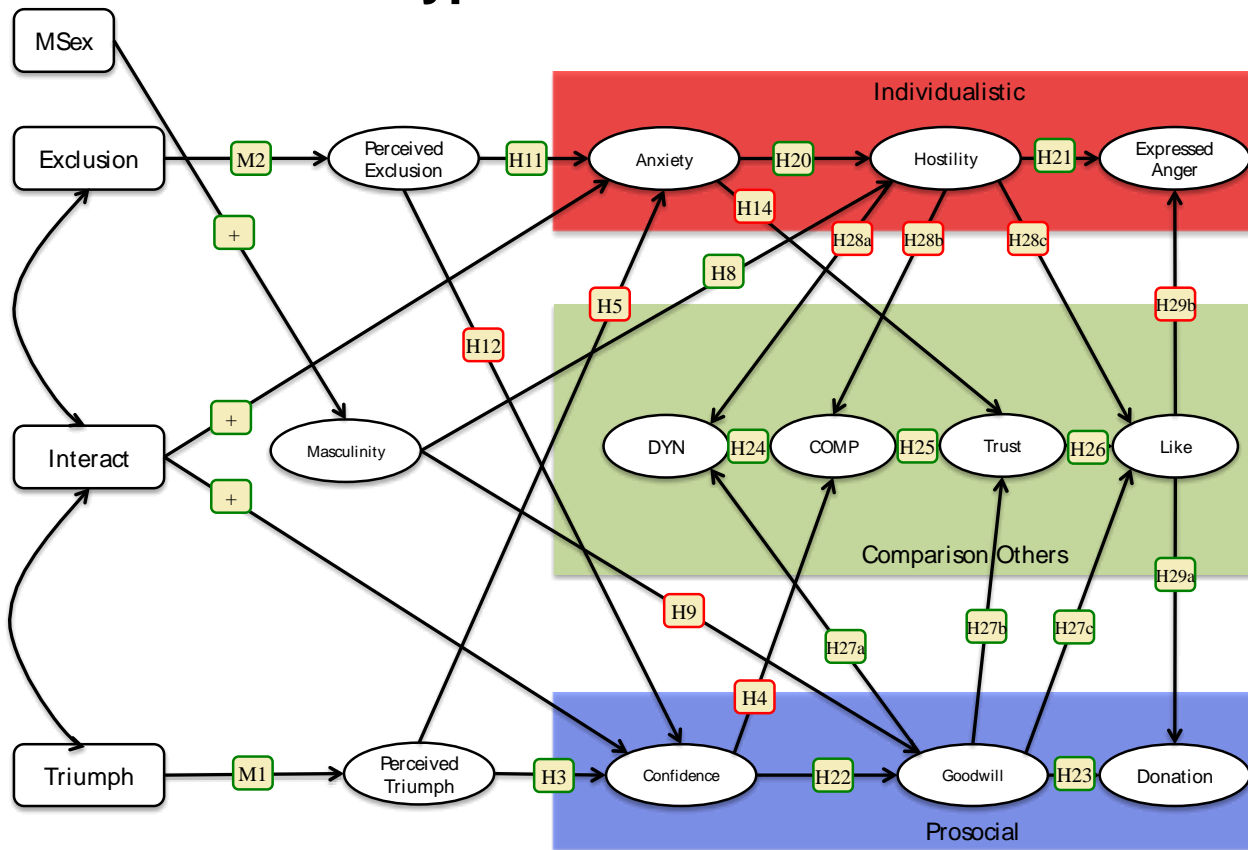 MSex
Individualistic
Exclusion
M2
Perceived
Exclusion
H11
Anxiety
H20
Hostility
H21
Expressed
Anger
H14
+
H28a
H28b
H28c
H8
H5
H29b
H12
+
Interact
Masculinity
DYN
H24
COMP
H25
Trust
H26
Like
+
Comparison Others
H29a
H9
H27b
H27c
H27a
H4
Triumph
M1
Perceived
Triumph
H3
Confidence
H22
Goodwill
H23
Donation
Prosocial